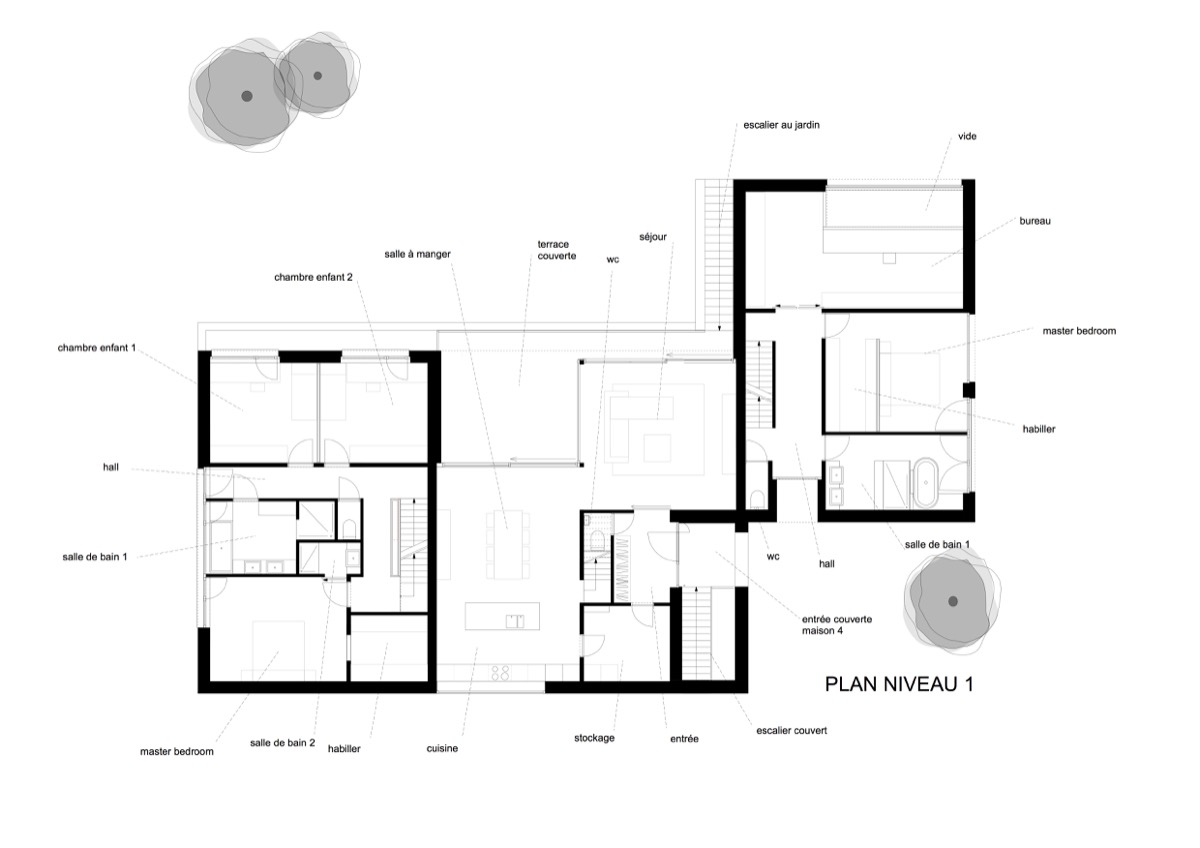 escalier au jardin
vide
bureau
séjour
terrace
couverte
salle à manger
wc
chambre enfant 2
master bedroom
chambre enfant 1
habiller
hall
salle de bain 1
salle de bain 1
wc
hall
entrée couverte
maison 4
PLAN NIVEAU 1
escalier couvert
stockage
entrée
salle de bain 2
habiller
cuisine
master bedroom